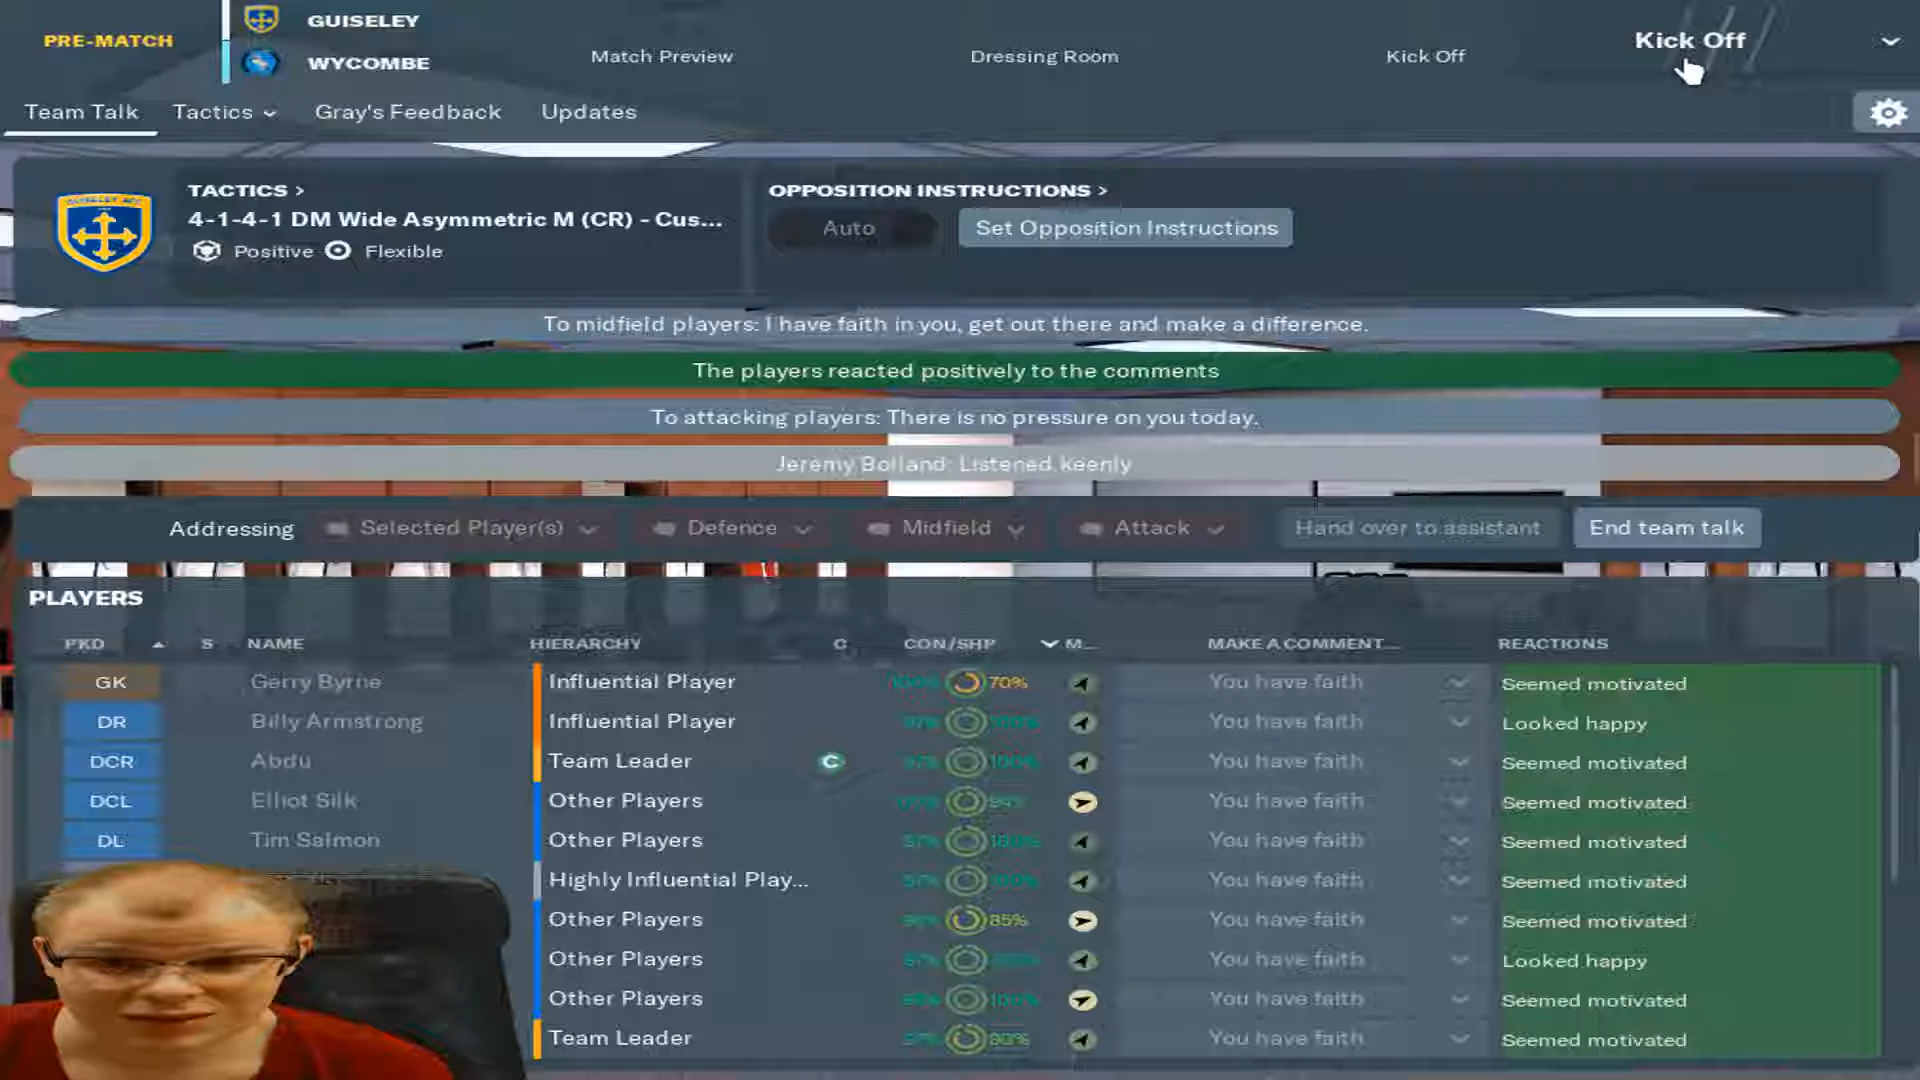 PRE-MATCH
GUISELEY
WYCOMBE
Match Preview
Dressing Room
Kick Off
Kick Off
Team Talk
Tactics
Gray's Feedback
Updates
TACTICS >
4-1-4-1 DM Wide Asymmetric M (CR) - Cus...
Positive
Flexible
OPPOSITION INSTRUCTIONS >
Auto
Set Opposition Instructions
To midfield players: I have faith in you, get out there and make a difference.
The players reacted positively to the comments
To attacking players: There is no pressure on you today.
Jeremy Bolland: Listened keenly
Addressing
Selected Player(s)
Defence
Midfield
Attack
Hand over to assistant
End team talk
PLAYERS
PKD S NAME HIERARCHY C CON/SHP M... MAKE A COMMENT... REACTIONS
GK Gerry Byrne Influential Player 70% You have faith Seemed motivated
DR Billy Armstrong Influential Player You have faith Looked happy
DCR Abdu Team Leader C 100% You have faith Seemed motivated
DCL Elliot Silk Other Players You have faith Seemed motivated
DL Tim Salmon Other Players You have faith Seemed motivated
Highly Influential Play... You have faith Seemed motivated
Other Players 85% You have faith Seemed motivated
Other Players You have faith Looked happy
Other Players 100% You have faith Seemed motivated
Team Leader You have faith Seemed motivated